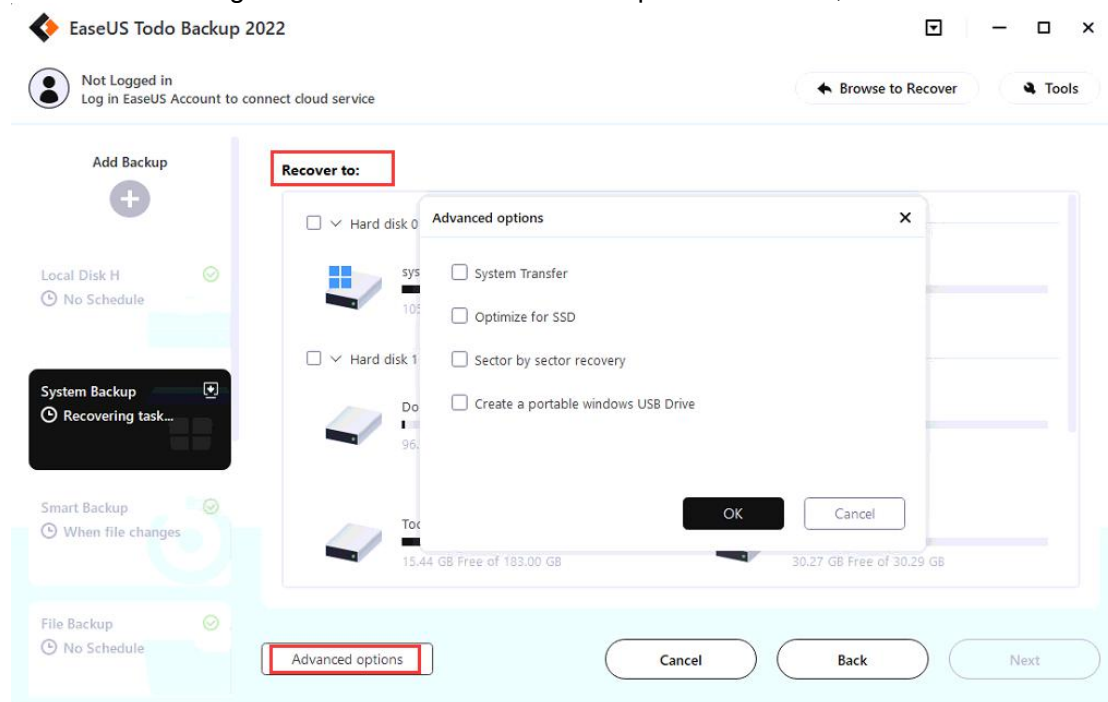 EaseUS Todo Backup 2022
Not Logged in
Log in EaseUS Account to connect cloud service
Browse to Recover
Tools
Add Backup
Local Disk H
No Schedule
System Backup
Recovering task...
Smart Backup
When file changes
File Backup
No Schedule
Recover to:
Hard disk 0
sys
105
Hard disk 1
Do
96.
15.44 GB Free of 183.00 GB
30.27 GB Free of 30.29 GB
Advanced options
System Transfer
Optimize for SSD
Sector by sector recovery
Create a portable windows USB Drive
OK
Cancel
Advanced options
Cancel
Back
Next